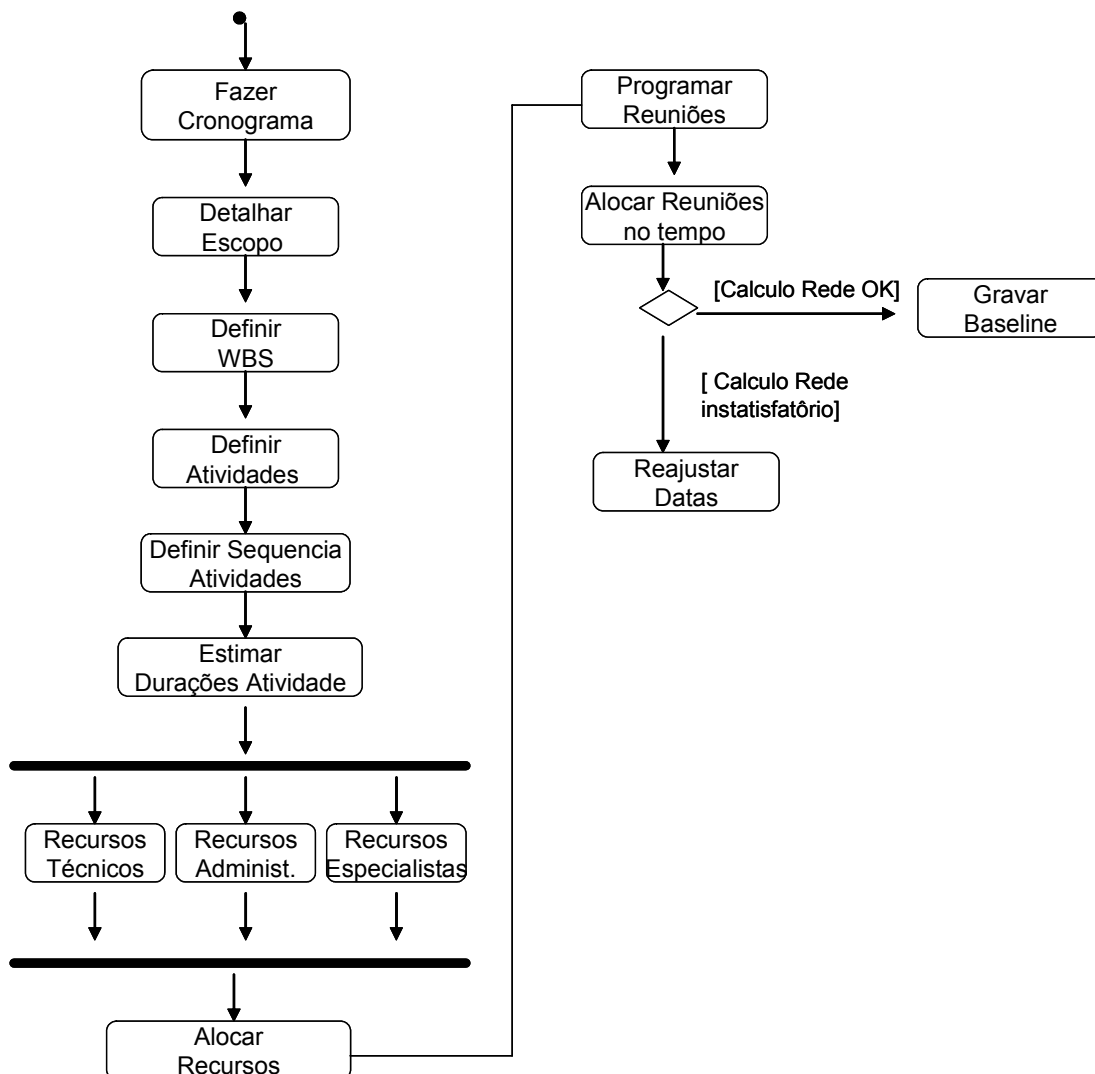 Fazer
Cronograma
Detalhar
Escopo
Definir
WBS
Definir
Atividades
Definir Sequencia
Atividades
Estimar
Durações Atividade
Recursos
Técnicos
Recursos
Administ.
Recursos
Especialistas
Alocar
Recursos
Programar
Reuniões
Alocar Reuniões
no tempo
[Calculo Rede OK]
Gravar
Baseline
[ Calculo Rede
instatisfatôrio]
Reajustar
Datas